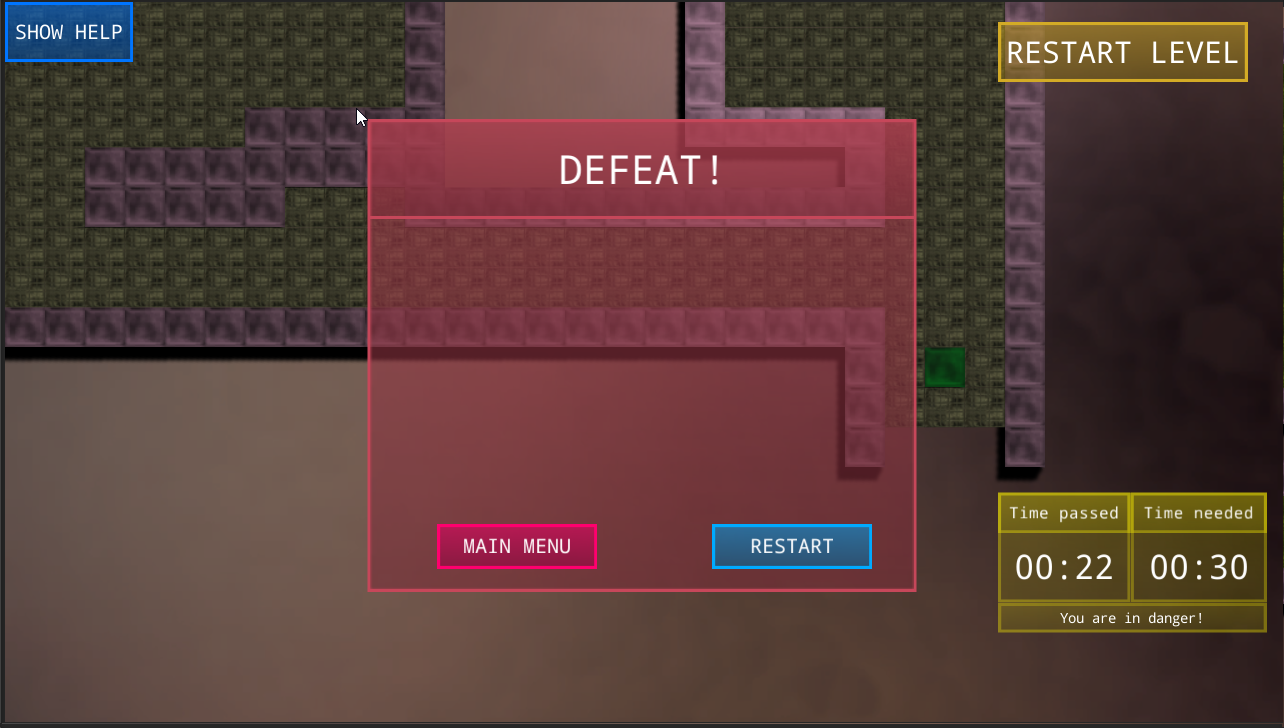 SHOW HELP
RESTART LEVEL
DEFEAT!
MAIN MENU
RESTART
Time passed
Time needed
00:22
00:30
You are in danger!